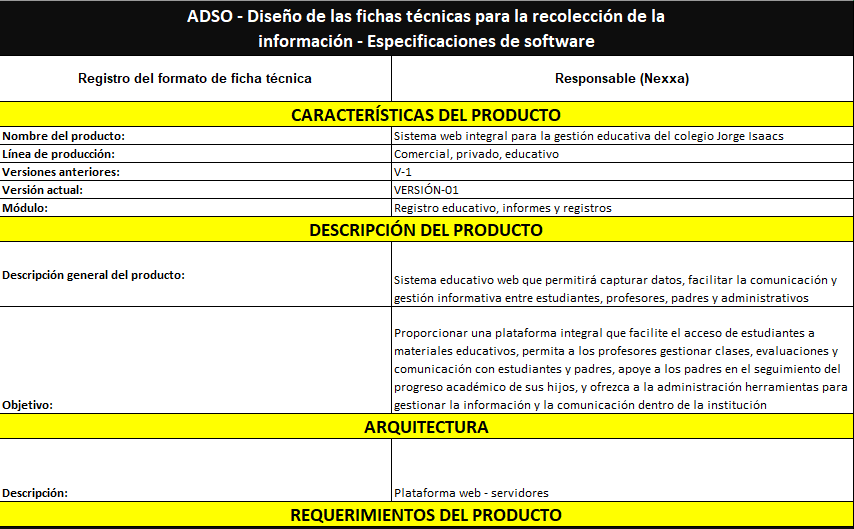 ADSO - Diseño de las fichas técnicas para la recolección de la
información - Especificaciones de software
Registro del formato de ficha técnica
Responsable (Nexxa)
CARACTERÍSTICAS DEL PRODUCTO
Nombre del producto:
Sistema web integral para la gestión educativa del colegio Jorge Isaacs
Línea de producción:
Comercial, privado, educativo
Versiones anteriores:
V-1
Versión actual:
VERSIÓN-01
Módulo:
Registro educativo, informes y registros
DESCRIPCIÓN DEL PRODUCTO
Descripción general del producto:
Sistema educativo web que permitirá capturar datos, facilitar la comunicación y
gestión informativa entre estudiantes, profesores, padres y administrativos
Objetivo:
Proporcionar una plataforma integral que facilite el acceso de estudiantes a
materiales educativos, permita a los profesores gestionar clases, evaluaciones y
comunicación con estudiantes y padres, apoye a los padres en el seguimiento del
progreso académico de sus hijos, y ofrezca a la administración herramientas para
gestionar la información y la comunicación dentro de la institución
ARQUITECTURA
Descripción:
Plataforma web - servidores
REQUERIMIENTOS DEL PRODUCTO